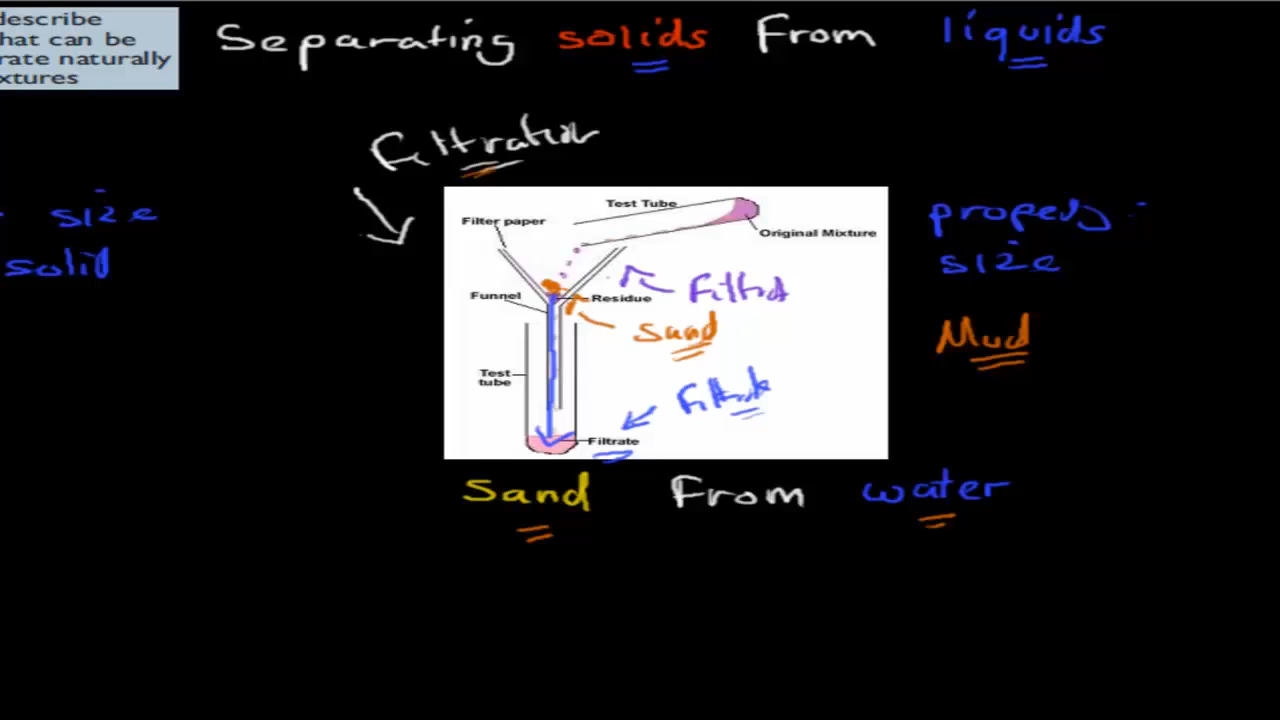 describe
hat can be
rate naturally
xtures
Separating solids From liquids
Filtration
size
solid
Test Tube
Filter paper
Original Mixture
Funnel
Residue
Sand
Test
tube
Filtrate
Filtrate
property:
size
Mud
Sand From water